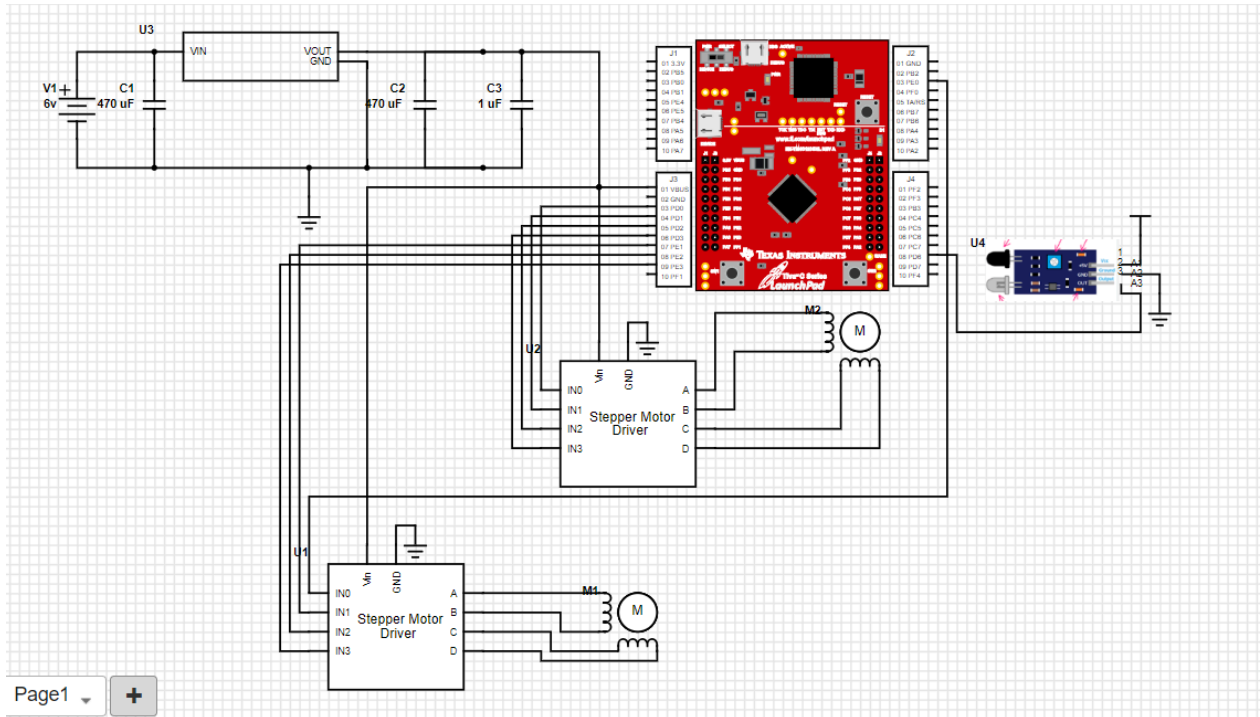 U3
VIN
VOUT
GND
V1
+
6v
C1
470 uF
C2
470 uF
C3
1 uF
J1
01 3.3V
02 PB5
03 PB0
04 PB1
05 PE4
06 PE5
07 PB4
08 PA5
09 PA6
10 PA7
J2
01 GND
02 PB2
03 PE0
04 PF0
06 PB7
07 PB6
08 PA4
09 PA3
10 PA2
J3
01 VBUS
02 GND
03 PD0
04 PD1
05 PD2
06 PD3
07 PE1
08 PE2
09 PE3
10 PF1
J4
01 PF2
02 PF3
03 PB3
04 PC4
05 PC5
06 PC6
07 PC7
08 PD6
09 PD7
10 PF4
RESET
TEXAS INSTRUMENTS
Tiva C Series
LaunchPad
U4
1
2
3
A1
A2
A3
GND
OUT
M2
M
U2
Vin
GND
IN0
IN1
IN2
IN3
Stepper Motor
Driver
A
B
C
D
U1
Vin
GND
IN0
IN1
IN2
IN3
Stepper Motor
Driver
A
B
C
D
M1
M
Page1
+